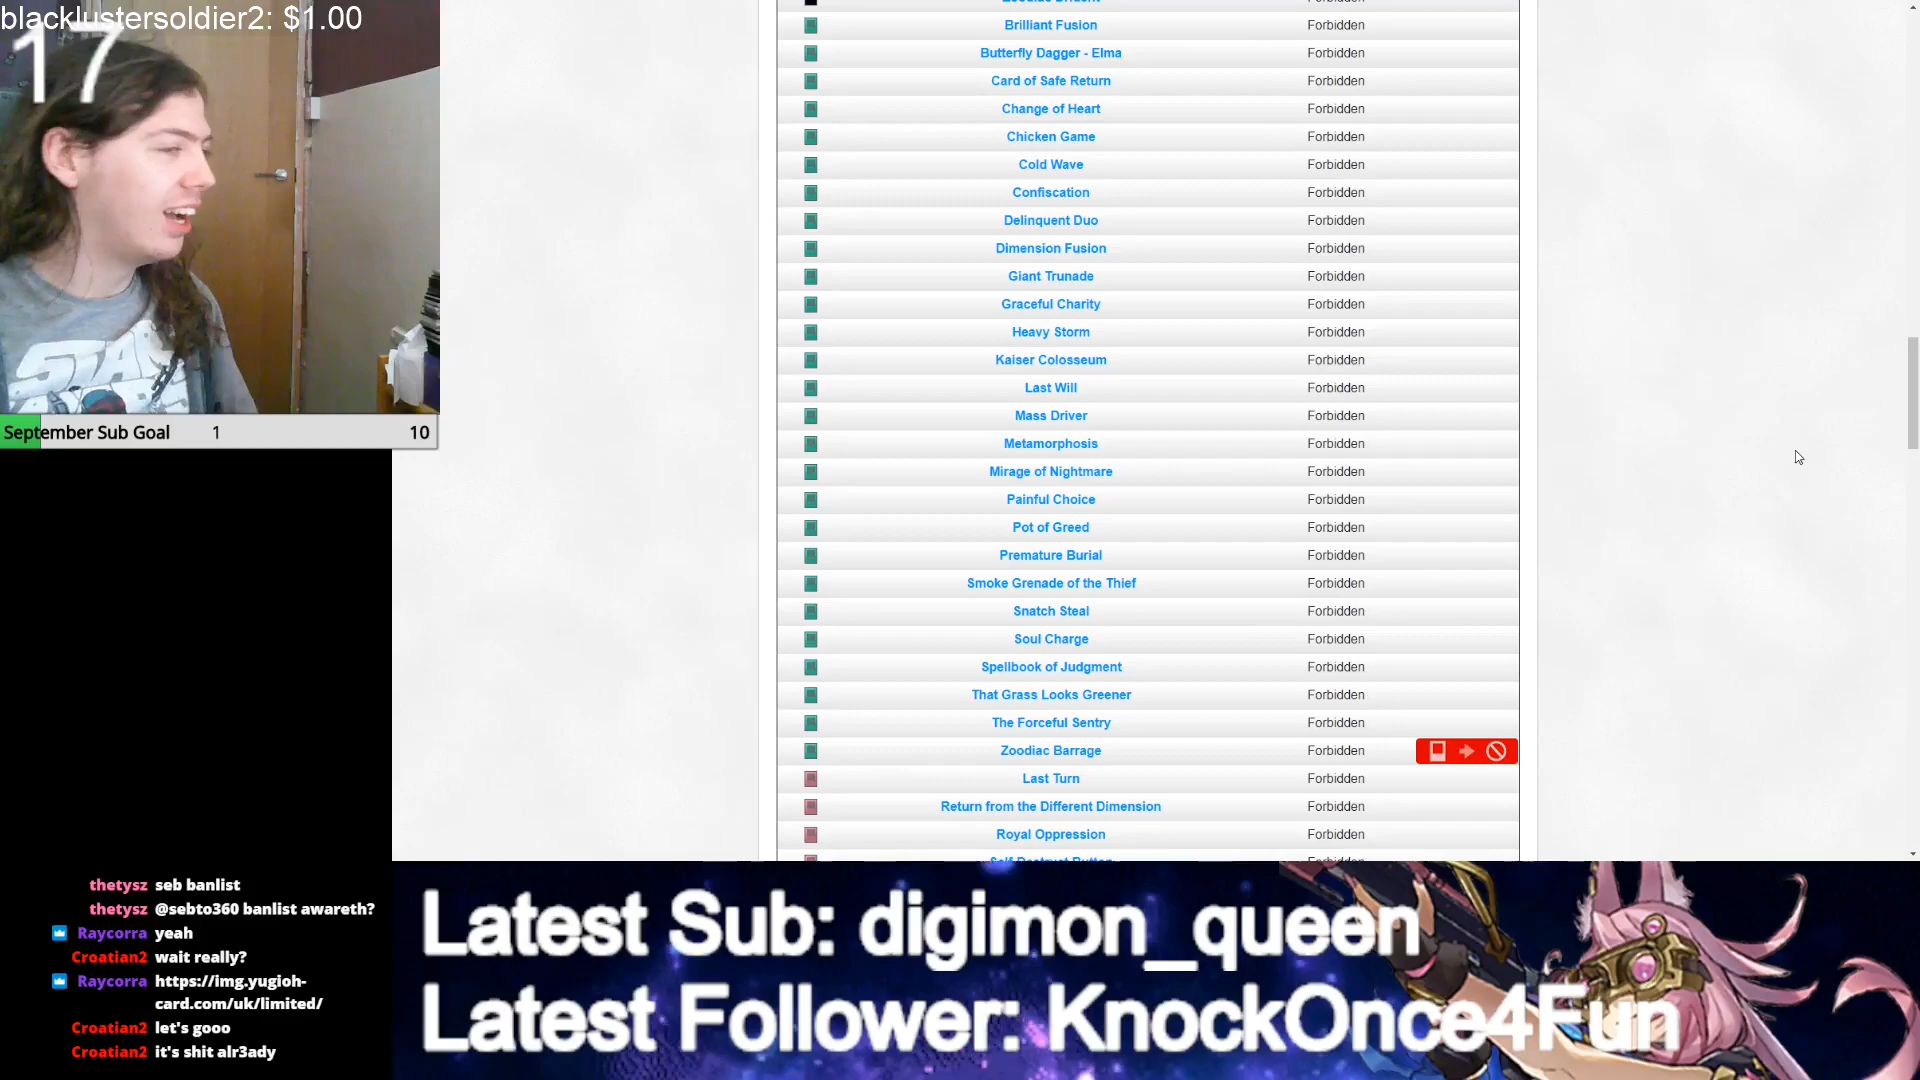 blacklustersoldier2: $1.00
17
STAR
WARS
September Sub Goal 1 10
Brilliant Fusion Forbidden
Butterfly Dagger - Elma Forbidden
Card of Safe Return Forbidden
Change of Heart Forbidden
Chicken Game Forbidden
Cold Wave Forbidden
Confiscation Forbidden
Delinquent Duo Forbidden
Dimension Fusion Forbidden
Giant Trunade Forbidden
Graceful Charity Forbidden
Heavy Storm Forbidden
Kaiser Colosseum Forbidden
Last Will Forbidden
Mass Driver Forbidden
Metamorphosis Forbidden
Mirage of Nightmare Forbidden
Painful Choice Forbidden
Pot of Greed Forbidden
Premature Burial Forbidden
Smoke Grenade of the Thief Forbidden
Snatch Steal Forbidden
Soul Charge Forbidden
Spellbook of Judgment Forbidden
That Grass Looks Greener Forbidden
The Forceful Sentry Forbidden
Zoodiac Barrage Forbidden
Last Turn Forbidden
Return from the Different Dimension Forbidden
Royal Oppression Forbidden
Self-Destruct Button Forbidden
thetysz seb banlist
thetysz @sebto360 banlist awareth?
Raycorra yeah
Croatian2 wait really?
Raycorra https://img.yugioh-
card.com/uk/limited/
Croatian2 let's gooo
Croatian2 it's shit alr3ady
Latest Sub: digimon_queen
Latest Follower: KnockOnce4Fun